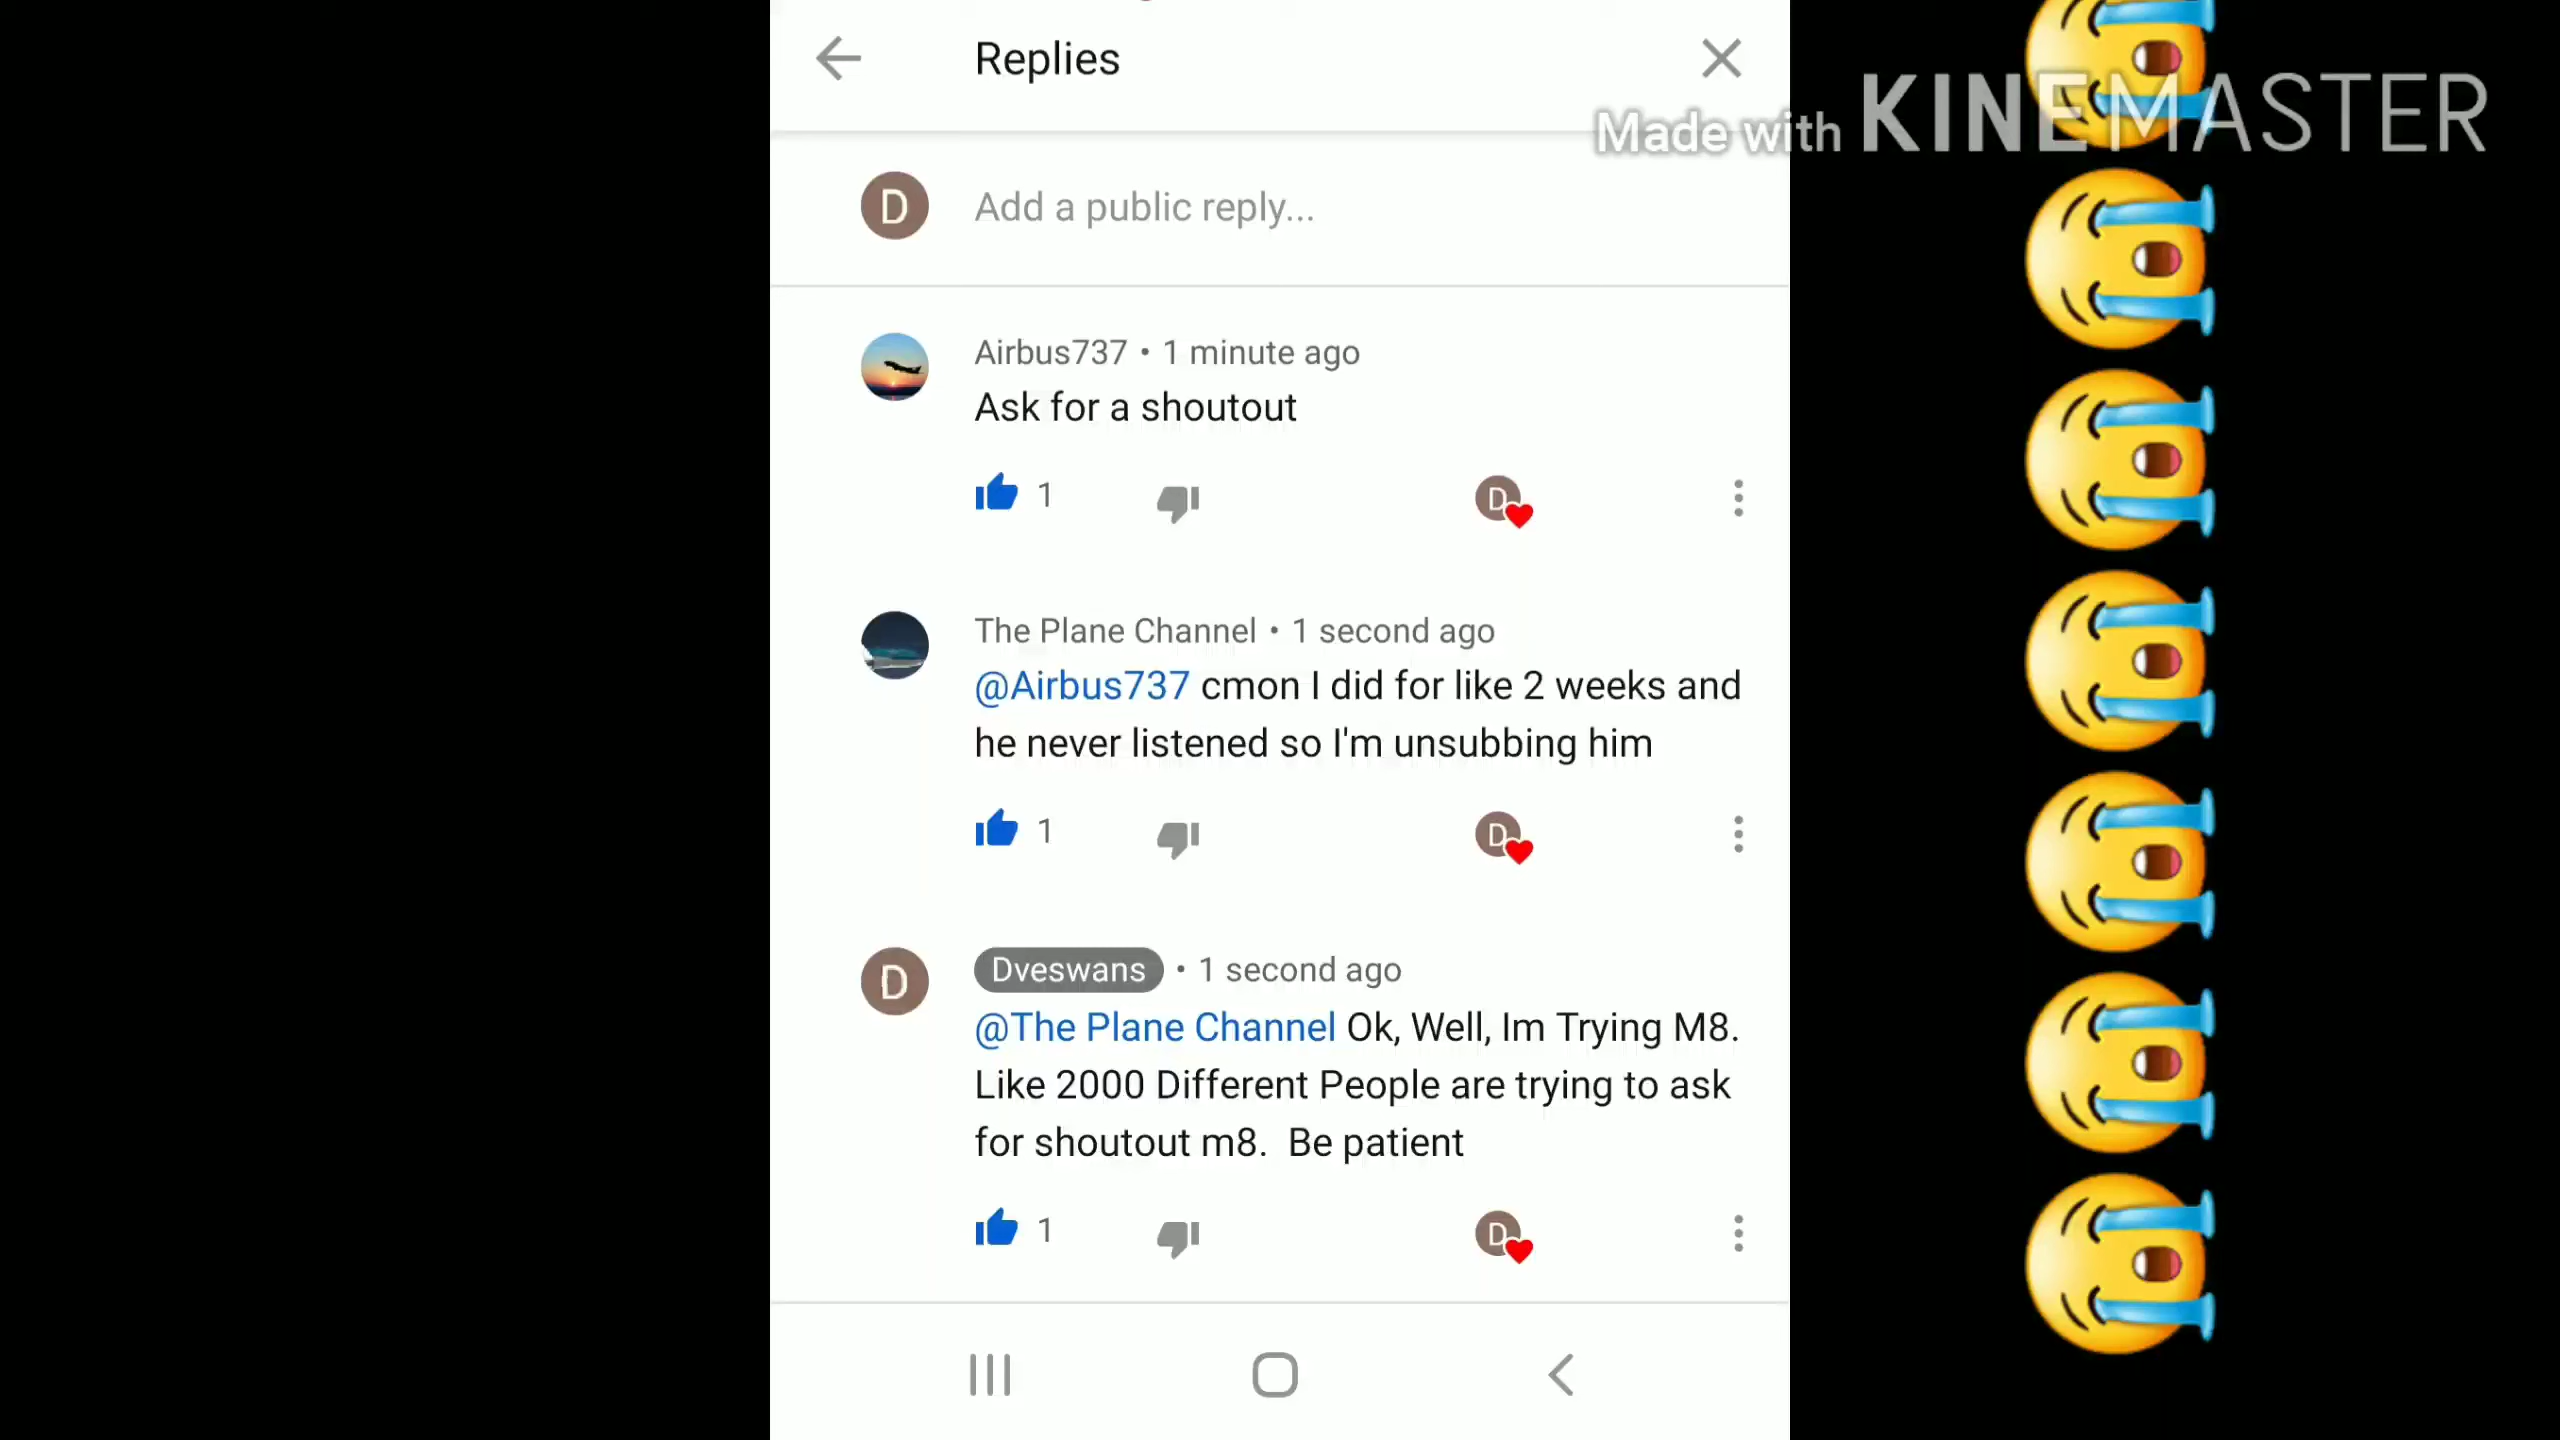 Replies
Made with KINEMASTER
D Add a public reply...
Airbus737 • 1 minute ago
Ask for a shoutout
1
D
The Plane Channel • 1 second ago
@Airbus737 cmon I did for like 2 weeks and
he never listened so I'm unsubbing him
1
D
D Dveswans • 1 second ago
@The Plane Channel Ok, Well, Im Trying M8.
Like 2000 Different People are trying to ask
for shoutout m8.  Be patient
1
D